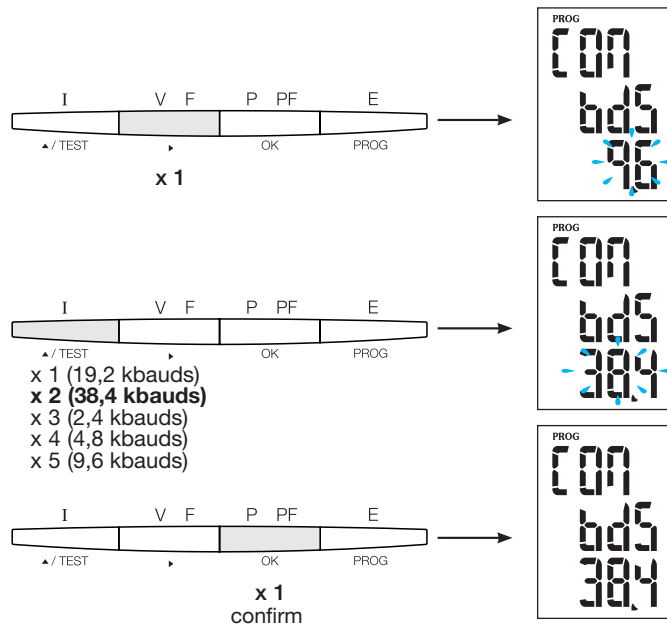 PROG
COM
bdS
9.6
I V F P PF E
▲ / TEST ▸ OK PROG
x 1
PROG
COM
bdS
38.4
I V F P PF E
▲ / TEST ▸ OK PROG
x 1 (19,2 kbauds)
x 2 (38,4 kbauds)
x 3 (2,4 kbauds)
x 4 (4,8 kbauds)
x 5 (9,6 kbauds)
PROG
COM
bdS
38.4
I V F P PF E
▲ / TEST ▸ OK PROG
x 1
confirm